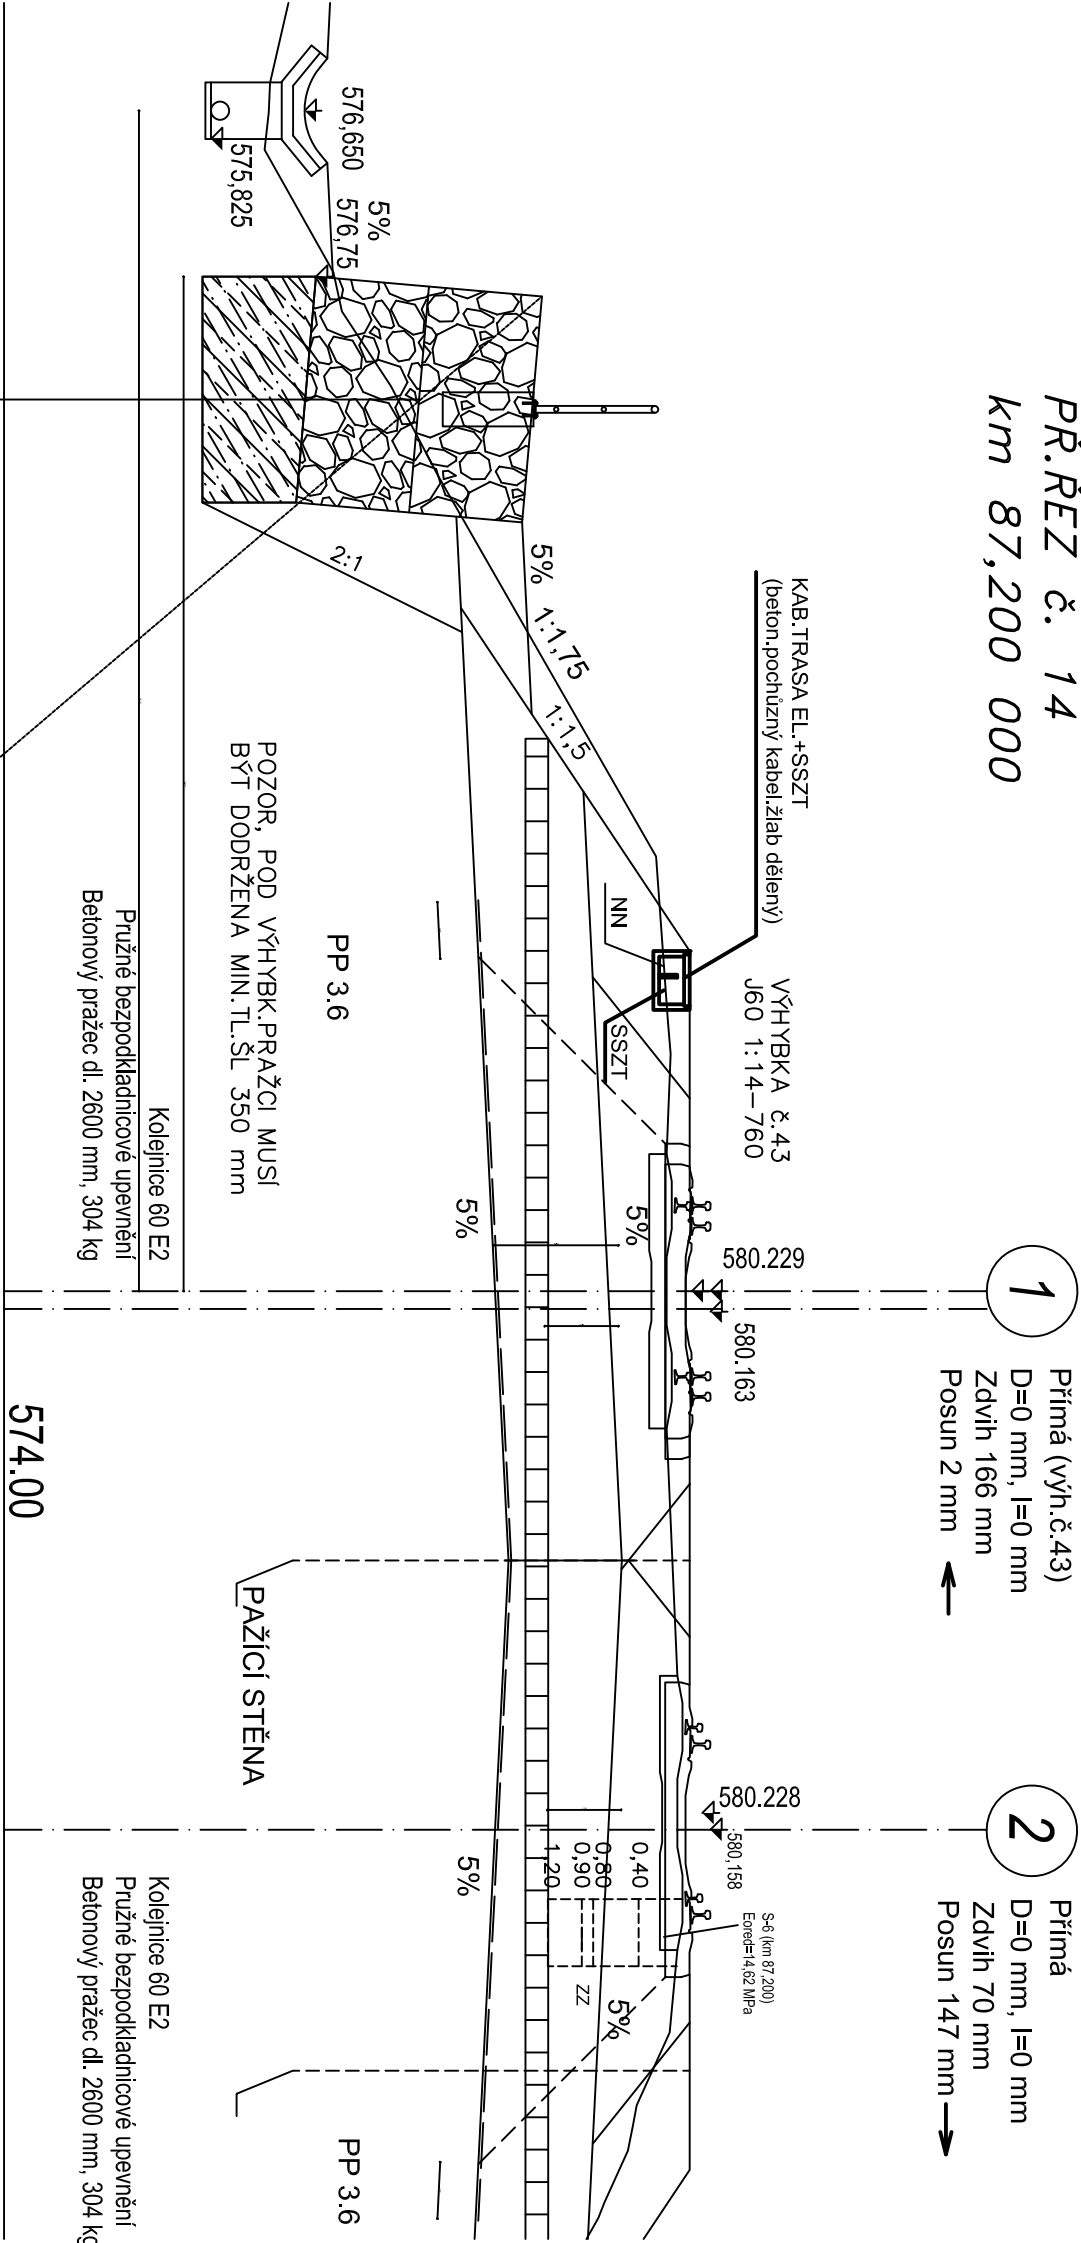 PŘ.ŘEZ č. 14
km 87,200 000
1
Přímá (výh.č.43)
D=0 mm, I=0 mm
Zdvih 166 mm
Posun 2 mm
2
Přímá
D=0 mm, I=0 mm
Zdvih 70 mm
Posun 147 mm
KAB.TRASA EL.+SSZT
(beton.pochůzný kabel.žlab dělený)
VÝHYBKA č.43
J60 1:14-760
580.229
580.163
580.228
580,158
S-6 (km 87,200)
Eored=14,62 MPa
NN
SSZT
5%
5%
0,40
0,80
0,90
1,20
ZZ
5%
1:1,75
1:1,5
576,650
575,825
5%
576,75
2:1
5%
5%
PP 3.6
PP 3.6
POZOR, POD VÝHYBK.PRAŽCI MUSÍ
BÝT DODRŽENA MIN.TL.ŠL 350 mm
PAŽÍCÍ STĚNA
Kolejnice 60 E2
Pružné bezpodkladnicové upevnění
Betonový pražec dl. 2600 mm, 304 kg
Kolejnice 60 E2
Pružné bezpodkladnicové upevnění
Betonový pražec dl. 2600 mm, 304 kg
574.00